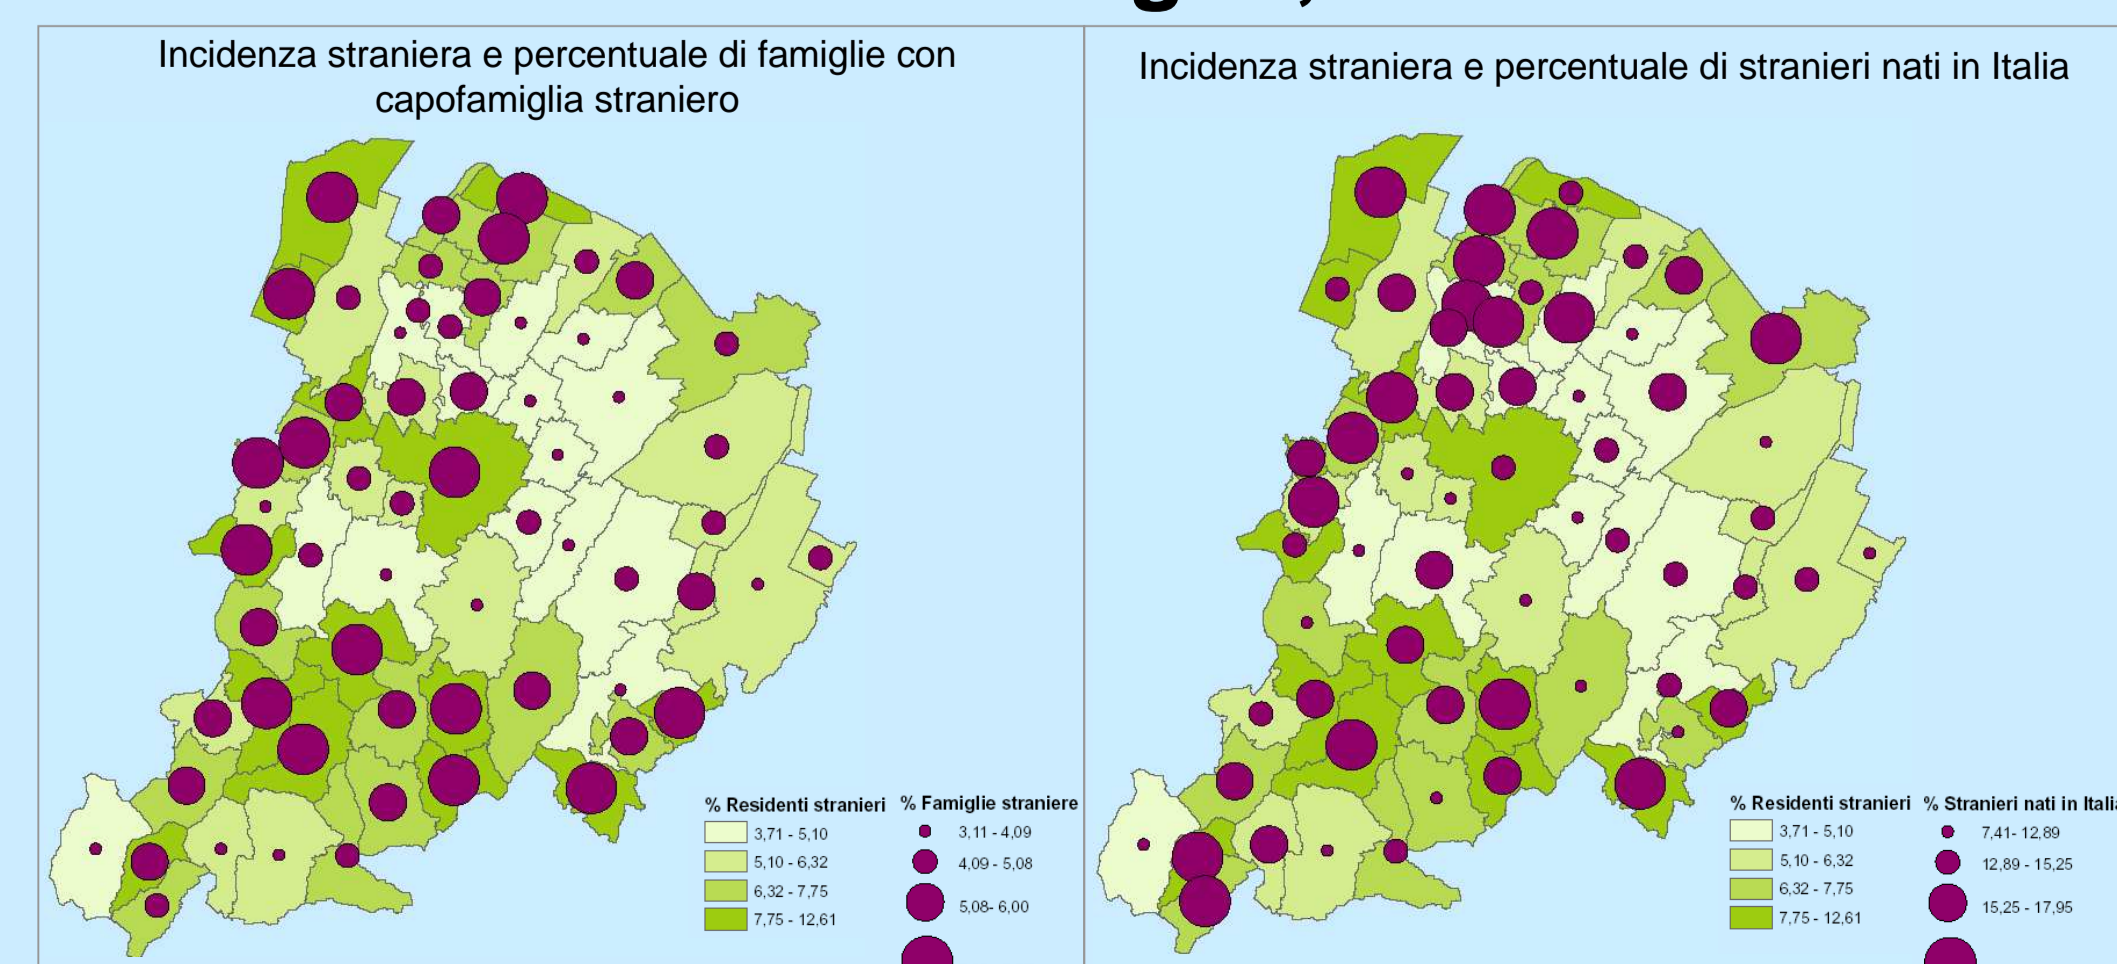 Incidenza straniera e percentuale di famiglie con
capofamiglia straniero
% Residenti stranieri
3,71 - 5,10
5,10 - 6,32
6,32 - 7,75
7,75 - 12,61
% Famiglie straniere
3,11 - 4,09
4,09 - 5,08
5,08- 6,00
Incidenza straniera e percentuale di stranieri nati in Italia
% Residenti stranieri
3,71 - 5,10
5,10 - 6,32
6,32 - 7,75
7,75 - 12,61
% Stranieri nati in Italia
7,41- 12,89
12,89 - 15,25
15,25 - 17,95